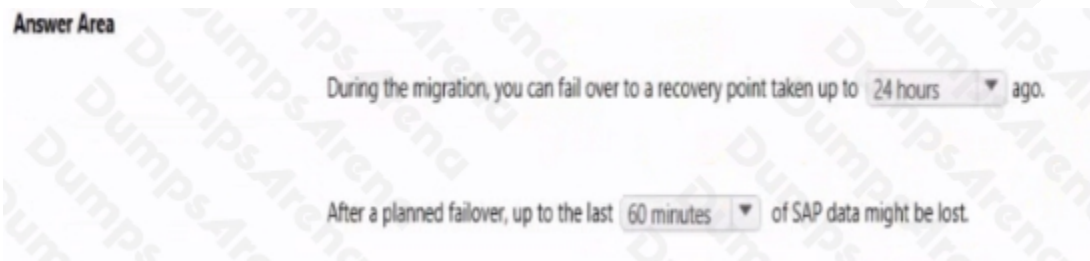 Answer Area
During the migration, you can fail over to a recovery point taken up to 24 hours ago.
After a planned failover, up to the last 60 minutes of SAP data might be lost.